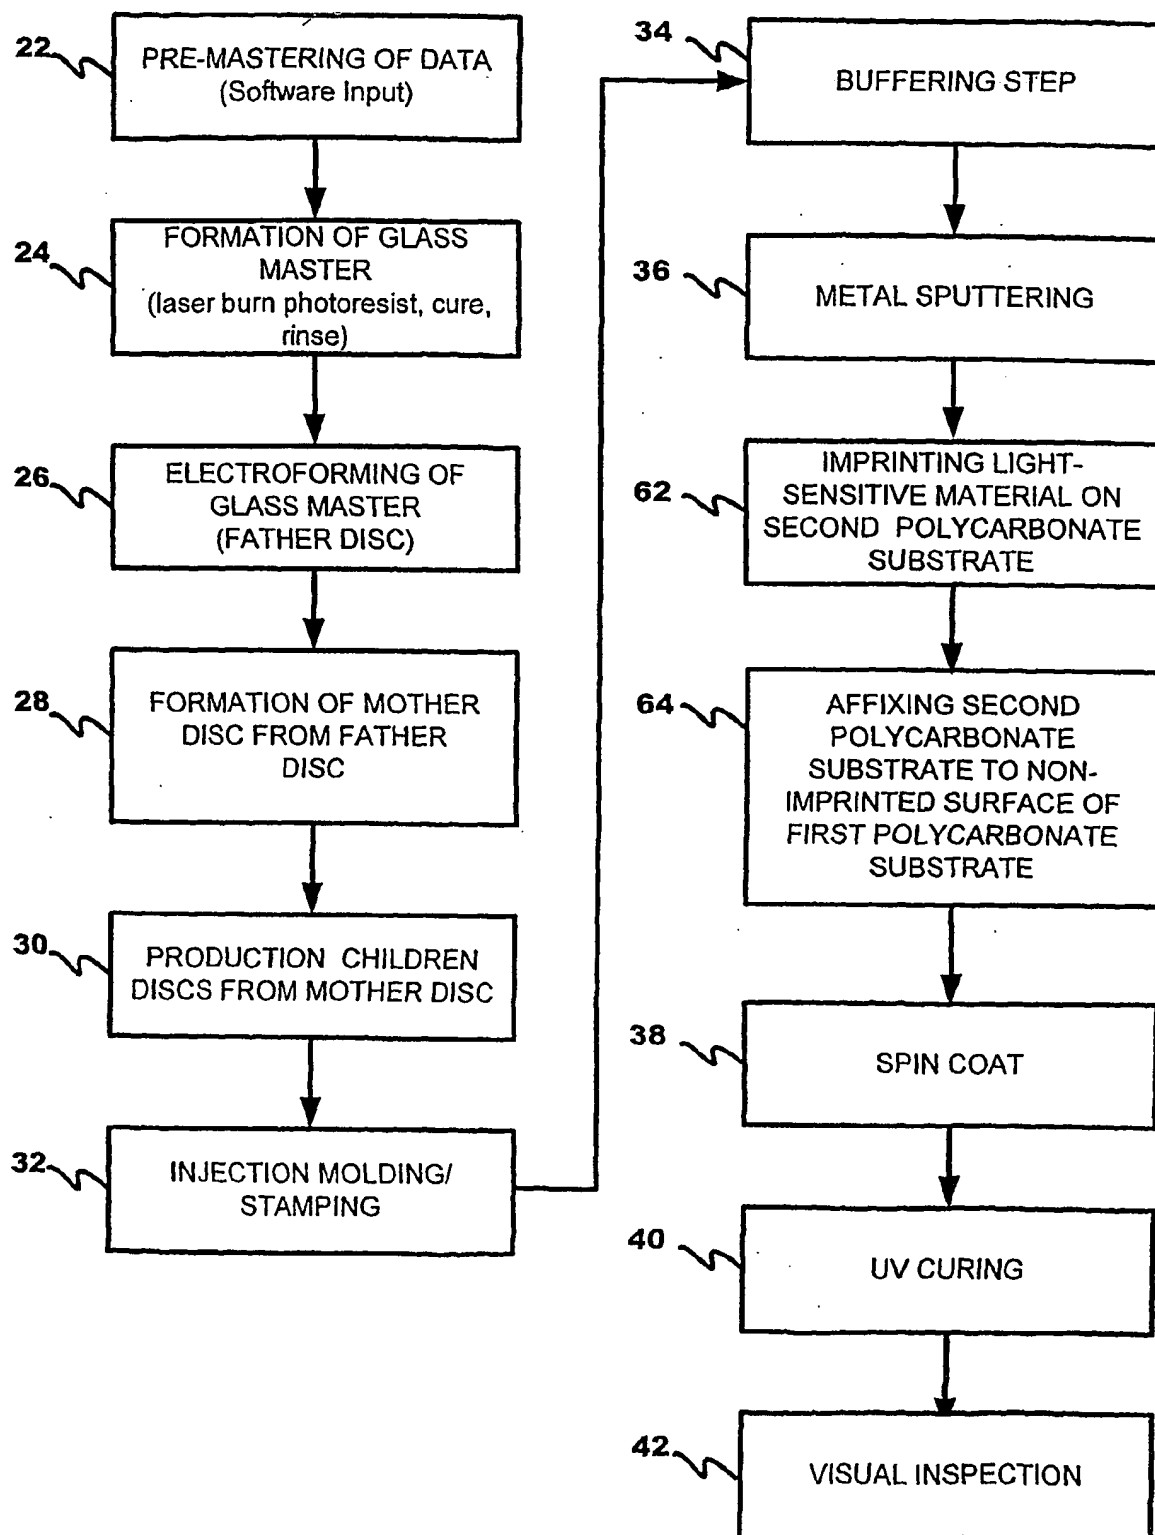 22
PRE-MASTERING OF DATA
(Software Input)
24
FORMATION OF GLASS
MASTER
(laser burn photoresist, cure,
rinse)
26
ELECTROFORMING OF
GLASS MASTER
(FATHER DISC)
28
FORMATION OF MOTHER
DISC FROM FATHER
DISC
30
PRODUCTION CHILDREN
DISCS FROM MOTHER DISC
32
INJECTION MOLDING/
STAMPING
34
BUFFERING STEP
36
METAL SPUTTERING
62
IMPRINTING LIGHT-
SENSITIVE MATERIAL ON
SECOND POLYCARBONATE
SUBSTRATE
64
AFFIXING SECOND
POLYCARBONATE
SUBSTRATE TO NON-
IMPRINTED SURFACE OF
FIRST POLYCARBONATE
SUBSTRATE
38
SPIN COAT
40
UV CURING
42
VISUAL INSPECTION